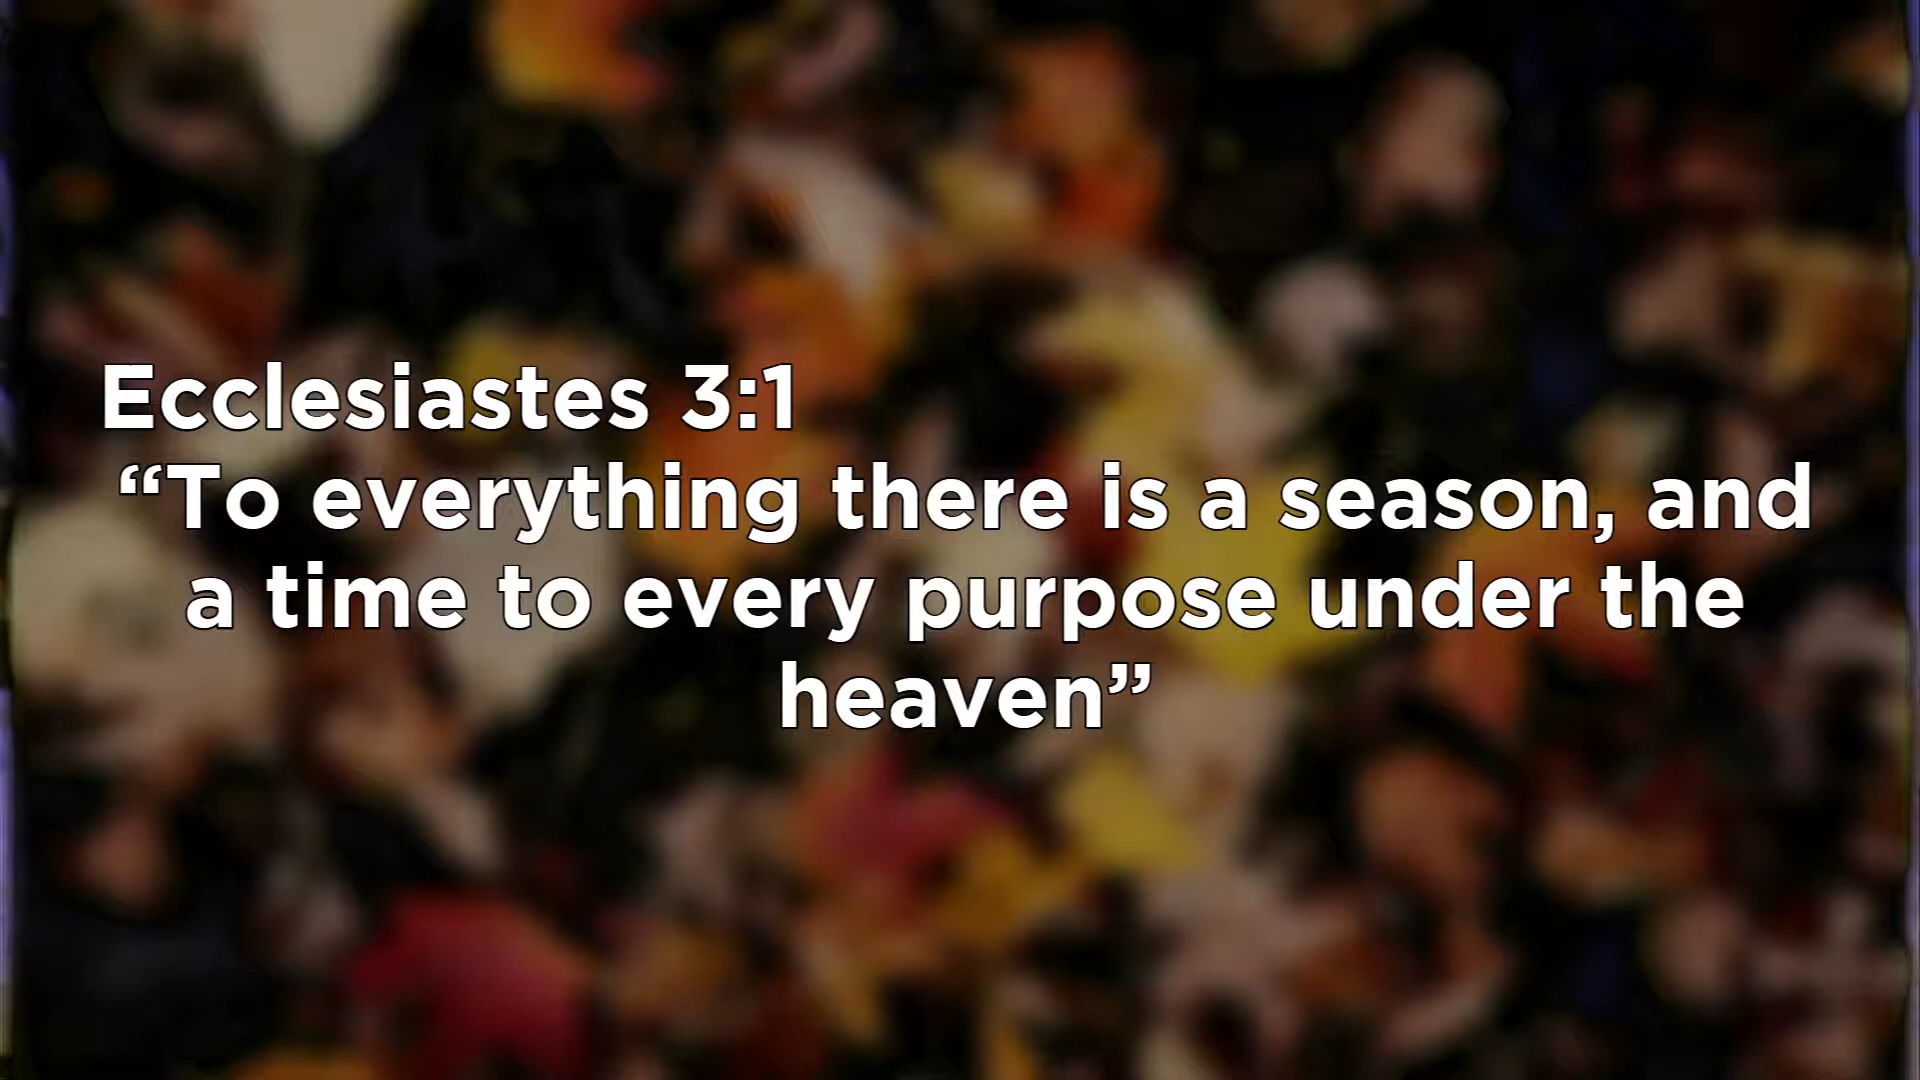 Ecclesiastes 3:1
“To everything there is a season, and
a time to every purpose under the
heaven”